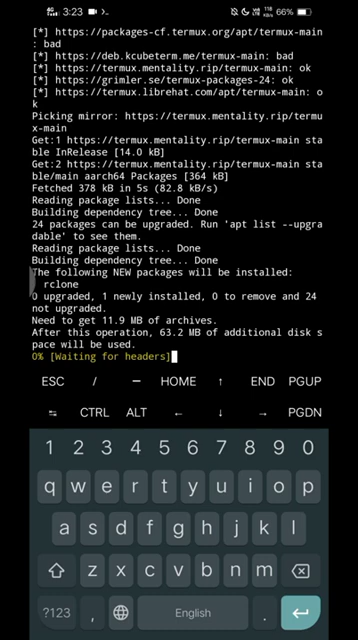 3:23
66%
[*] https://packages-cf.termux.org/apt/termux-main
: bad
[*] https://deb.kcubeterm.me/termux-main: bad
[*] https://termux.mentality.rip/termux-main: ok
[*] https://grimler.se/termux-packages-24: ok
[*] https://termux.librehat.com/apt/termux-main: o
k
Picking mirror: https://termux.mentality.rip/termu
x-main
Get:1 https://termux.mentality.rip/termux-main sta
ble InRelease [14.0 kB]
Get:2 https://termux.mentality.rip/termux-main sta
ble/main aarch64 Packages [364 kB]
Fetched 378 kB in 5s (82.8 kB/s)
Reading package lists... Done
Building dependency tree... Done
24 packages can be upgraded. Run 'apt list --upgra
dable' to see them.
Reading package lists... Done
Building dependency tree... Done
The following NEW packages will be installed:
rclone
0 upgraded, 1 newly installed, 0 to remove and 24
not upgraded.
Need to get 11.9 MB of archives.
After this operation, 63.2 MB of additional disk s
pace will be used.
0% [Waiting for headers]
ESC / — HOME ↑ END PGUP
↹ CTRL ALT ← ↓ → PGDN
1 2 3 4 5 6 7 8 9 0
q w e r t y u i o p
a s d f g h j k l
z x c v b n m
?123 , English .